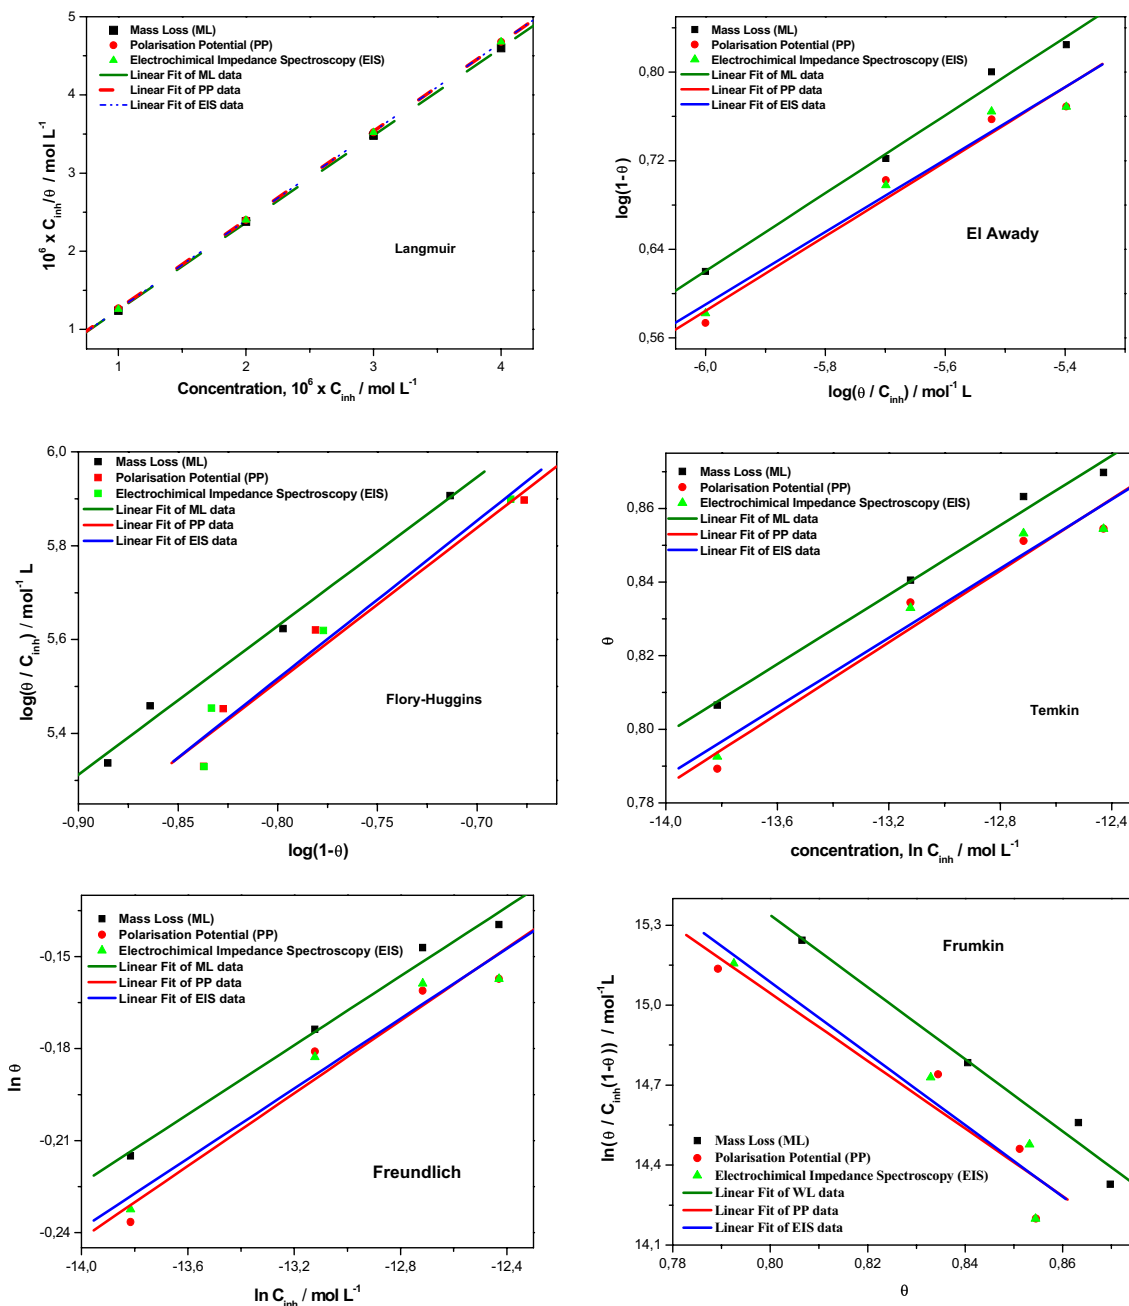 5
4
3
2
1
10⁶ x C_inh/θ / mol L⁻¹
Mass Loss (ML)
Polarisation Potential (PP)
Electrochimical Impedance Spectroscopy (EIS)
Linear Fit of ML data
Linear Fit of PP data
Linear Fit of EIS data
Langmuir
1 2 3 4
Concentration, 10⁶ x C_inh / mol L⁻¹
0,80
0,72
0,64
0,56
log(1-θ)
Mass Loss (ML)
Polarisation Potential (PP)
Electrochimical Impedance Spectroscopy (EIS)
Linear Fit of ML data
Linear Fit of PP data
Linear Fit of EIS data
El Awady
-6,0 -5,8 -5,6 -5,4
log(θ / C_inh) / mol⁻¹ L
6,0
5,8
5,6
5,4
log(θ / C_inh) / mol⁻¹ L
Mass Loss (ML)
Polarisation Potential (PP)
Electrochimical Impedance Spectroscopy (EIS)
Linear Fit of ML data
Linear Fit of PP data
Linear Fit of EIS data
Flory-Huggins
-0,90 -0,85 -0,80 -0,75 -0,70
log(1-θ)
0,86
0,84
0,82
0,80
0,78
θ
Mass Loss (ML)
Polarisation Potential (PP)
Electrochimical Impedance Spectroscopy (EIS)
Linear Fit of ML data
Linear Fit of PP data
Linear Fit of EIS data
Temkin
-14,0 -13,2 -12,8 -12,4
concentration, ln C_inh / mol L⁻¹
-0,15
-0,18
-0,21
-0,24
ln θ
Mass Loss (ML)
Polarisation Potential (PP)
Electrochimical Impedance Spectroscopy (EIS)
Linear Fit of ML data
Linear Fit of PP data
Linear Fit of EIS data
Freundlich
-14,0 -13,2 -12,8 -12,4
ln C_inh / mol L⁻¹
15,3
15,0
14,7
14,4
14,1
ln(θ / C_inh(1-θ)) / mol⁻¹L
Frumkin
Mass Loss (ML)
Polarisation Potential (PP)
Electrochimical Impedance Spectroscopy (EIS)
Linear Fit of WL data
Linear Fit of PP data
Linear Fit of EIS data
0,78 0,80 0,82 0,84 0,86
θ